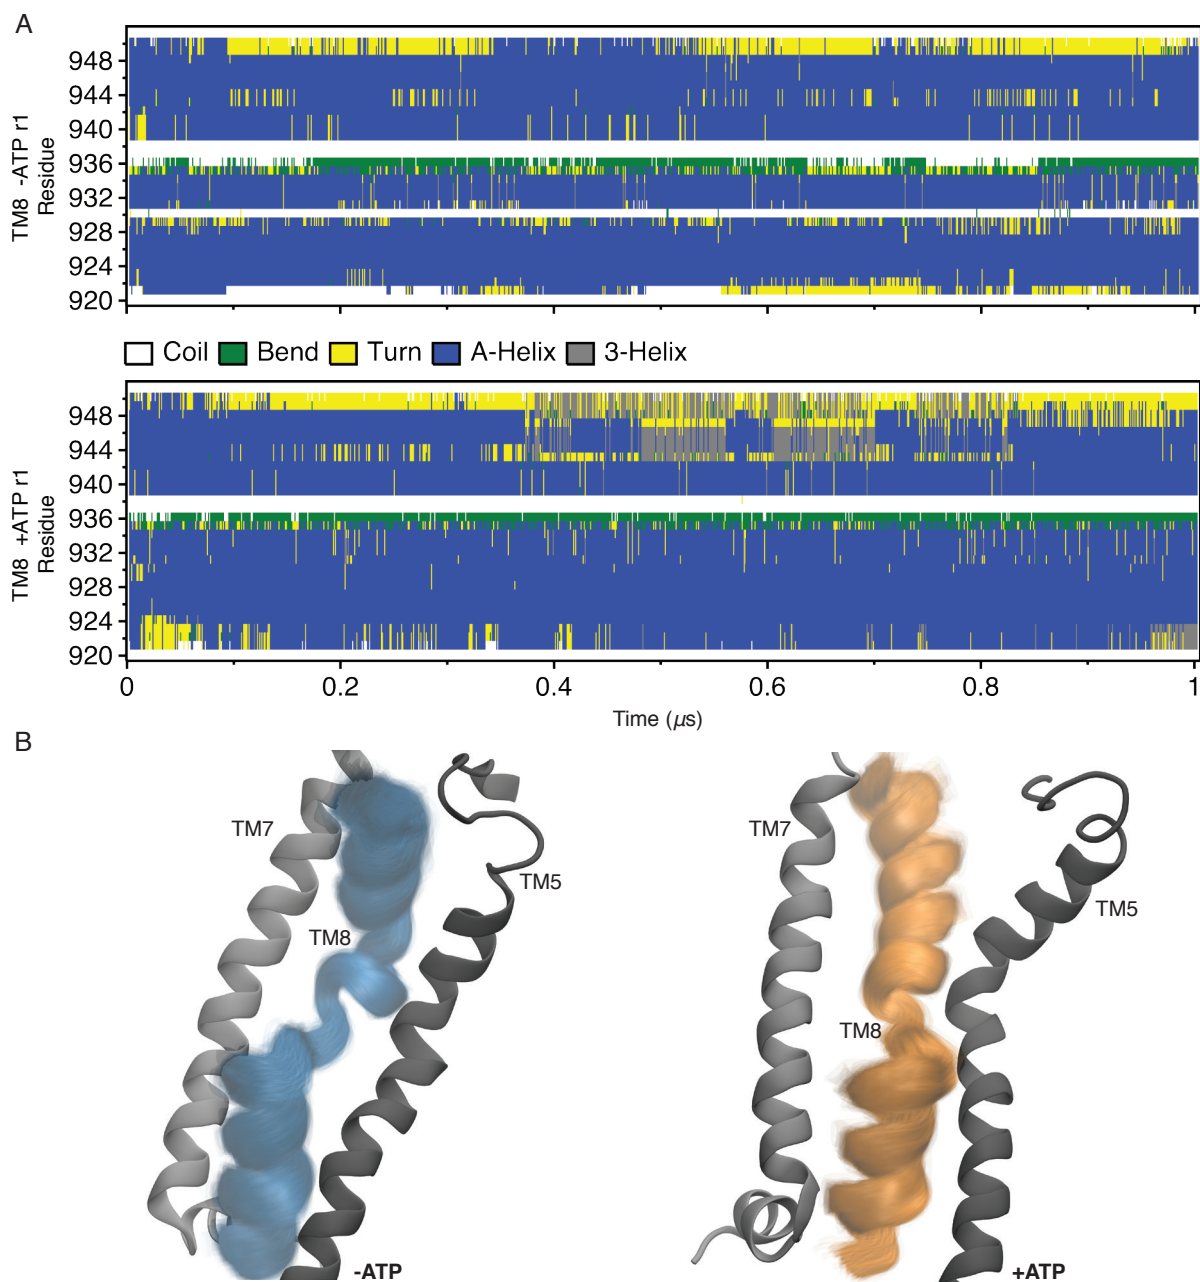 A
TM8 -ATP r1
Residue
948
944
940
936
932
928
924
920
Coil Bend Turn A-Helix 3-Helix
TM8 +ATP r1
Residue
948
944
940
936
932
928
924
920
0 0.2 0.4 0.6 0.8 1
Time (μs)
B
TM7
TM8
TM5
-ATP
TM7
TM8
TM5
+ATP